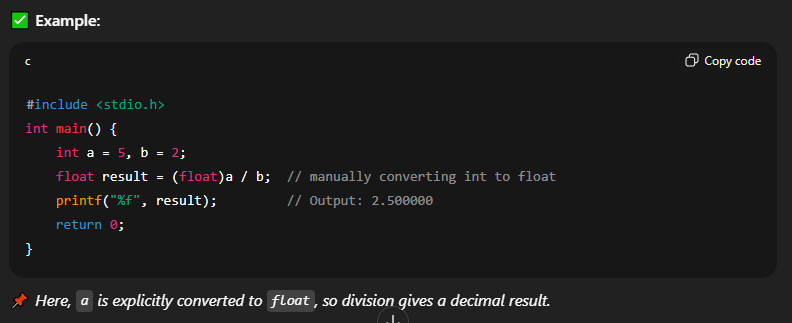 ✅ Example:
c
Copy code
#include <stdio.h>
int main() {
    int a = 5, b = 2;
    float result = (float)a / b;  // manually converting int to float
    printf("%f", result);         // Output: 2.500000
    return 0;
}
📌 Here, a is explicitly converted to float, so division gives a decimal result.